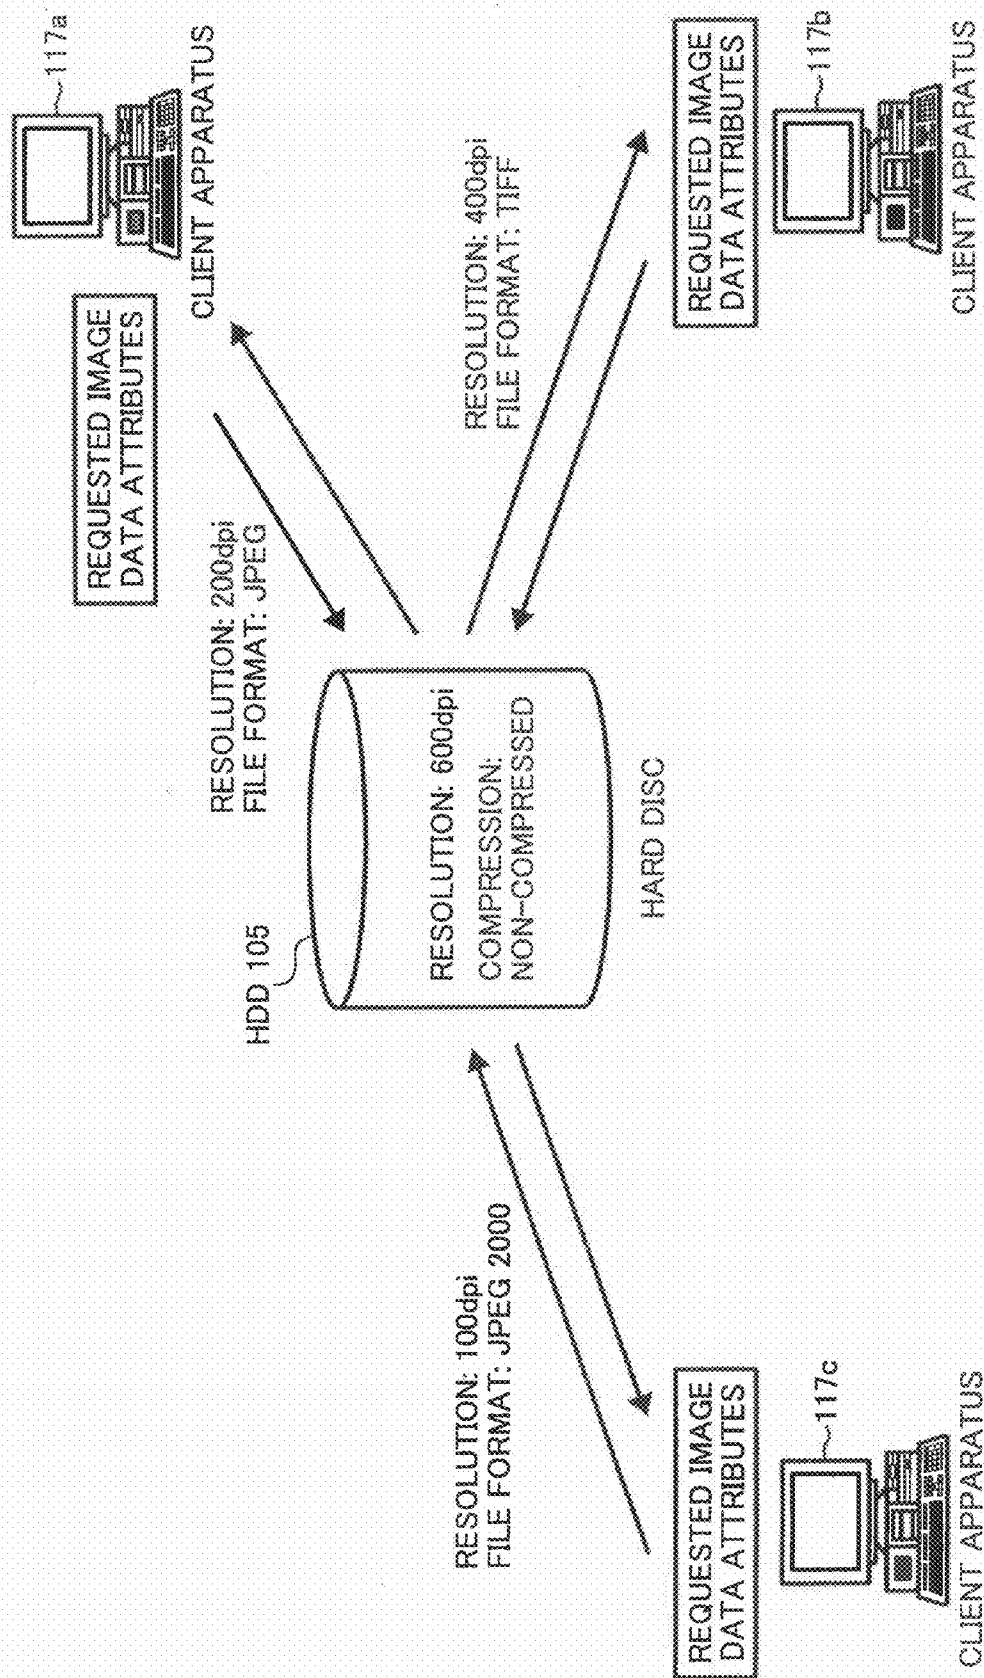 117a
CLIENT APPARATUS
REQUESTED IMAGE
DATA ATTRIBUTES
RESOLUTION: 200dpi
FILE FORMAT: JPEG
HDD 105
RESOLUTION: 600dpi
COMPRESSION:
NON-COMPRESSED
HARD DISC
RESOLUTION: 400dpi
FILE FORMAT: TIFF
REQUESTED IMAGE
DATA ATTRIBUTES
117b
CLIENT APPARATUS
RESOLUTION: 100dpi
FILE FORMAT: JPEG 2000
REQUESTED IMAGE
DATA ATTRIBUTES
117c
CLIENT APPARATUS